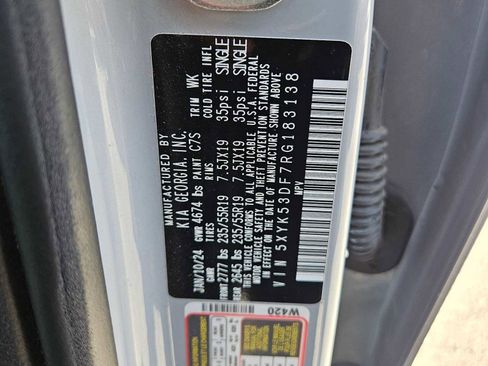 MANUFACTURED BY
KIA GEORGIA, INC.
JAN/10/24 GVWR 4674 lbs PAINT C7S TRIM WK
TIRES RIMS COLD TIRE INFL
FRONT 2777 lbs 235/55R19 7.5JX19 35psi SINGLE
REAR 2645 lbs 235/55R19 7.5JX19 35psi SINGLE
THIS VEHICLE CONFORMS TO ALL APPLICABLE U.S.A. FEDERAL
MOTOR VEHICLE SAFETY, BUMPER, AND THEFT PREVENTION STANDARDS
IN EFFECT ON THE DATE OF MANUFACTURE SHOWN ABOVE
VIN 5XYK53DF7RG183138
MPV
W420